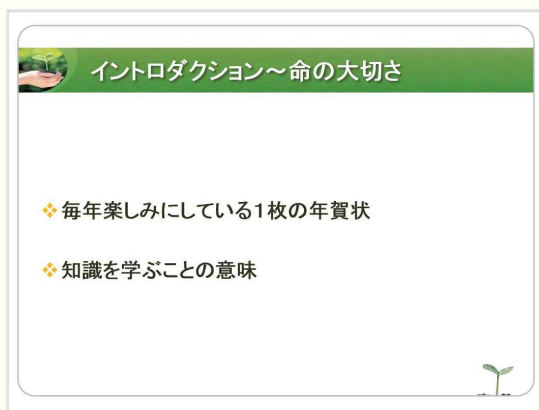 イントロダクション～命の大切さ
❖毎年楽しみにしている1枚の年賀状
❖知識を学ぶことの意味